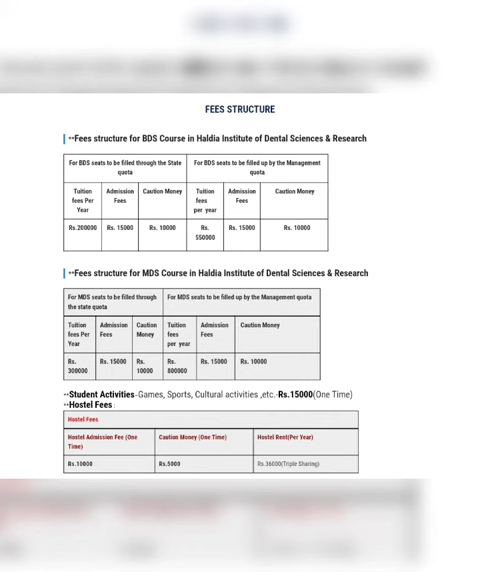 FEES STRUCTURE
**Fees structure for BDS Course in Haldia Institute of Dental Sciences & Research
For BDS seats to be filled through the State quota
For BDS seats to be filled up by the Management quota
Tuition fees Per Year
Admission Fees
Caution Money
Tuition fees per year
Admission Fees
Caution Money
Rs.200000
Rs. 15000
Rs. 10000
Rs. 550000
Rs. 15000
Rs. 10000
**Fees structure for MDS Course in Haldia Institute of Dental Sciences & Research
For MDS seats to be filled through the state quota
For MDS seats to be filled up by the Management quota
Tuition fees Per Year
Admission Fees
Caution Money
Tuition fees per year
Admission Fees
Caution Money
Rs. 300000
Rs. 15000
Rs. 10000
Rs. 800000
Rs. 15000
Rs. 10000
**Student Activities-Games, Sports, Cultural activities ,etc.-Rs.15000(One Time)
**Hostel Fees :
Hostel Fees
Hostel Admission Fee (One Time)
Caution Money (One Time)
Hostel Rent(Per Year)
Rs.10000
Rs.5000
Rs.36000(Triple Sharing)